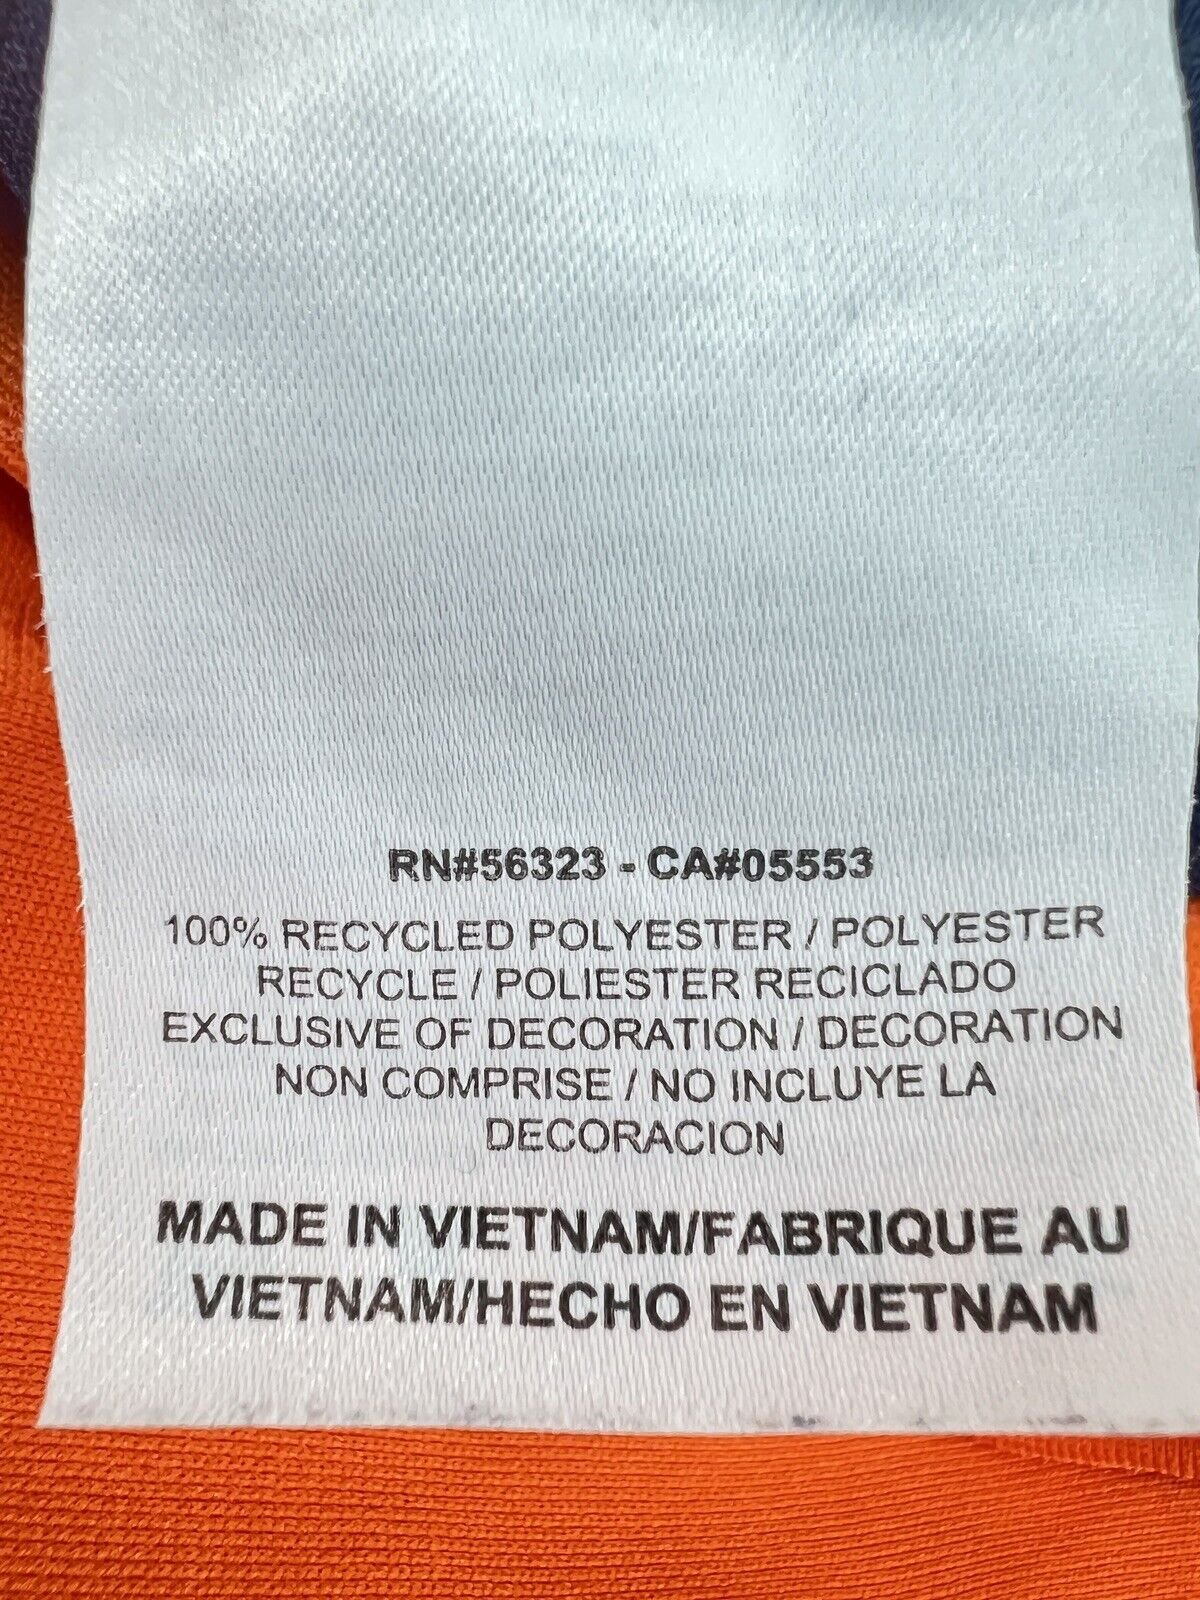 RN#56323 - CA#05553
100% RECYCLED POLYESTER / POLYESTER
RECYCLE / POLIESTER RECICLADO
EXCLUSIVE OF DECORATION / DECORATION
NON COMPRISE / NO INCLUYE LA
DECORACION
MADE IN VIETNAM/FABRIQUE AU
VIETNAM/HECHO EN VIETNAM